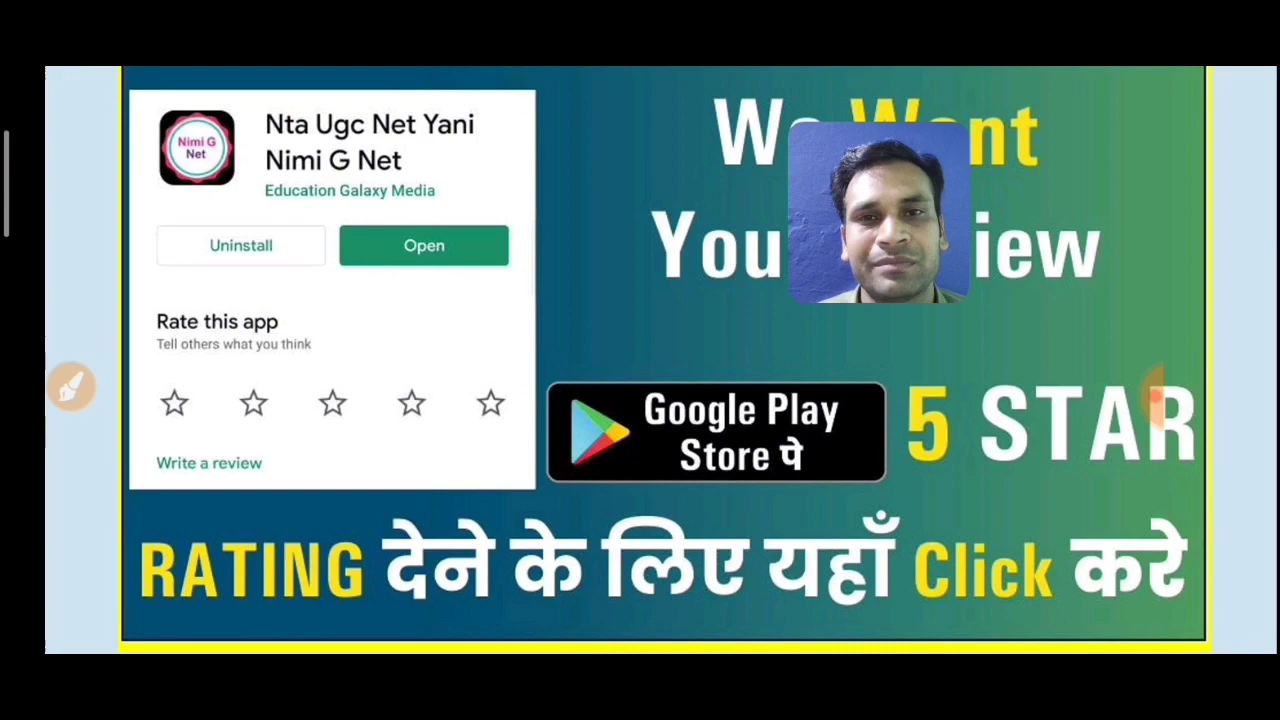 Nimi G
Net
Nta Ugc Net Yani
Nimi G Net
Education Galaxy Media
Uninstall
Open
Rate this app
Tell others what you think
Write a review
We Want
You iew
Google Play
Store पे
5 STAR
RATING देने के लिए यहाँ Click करे